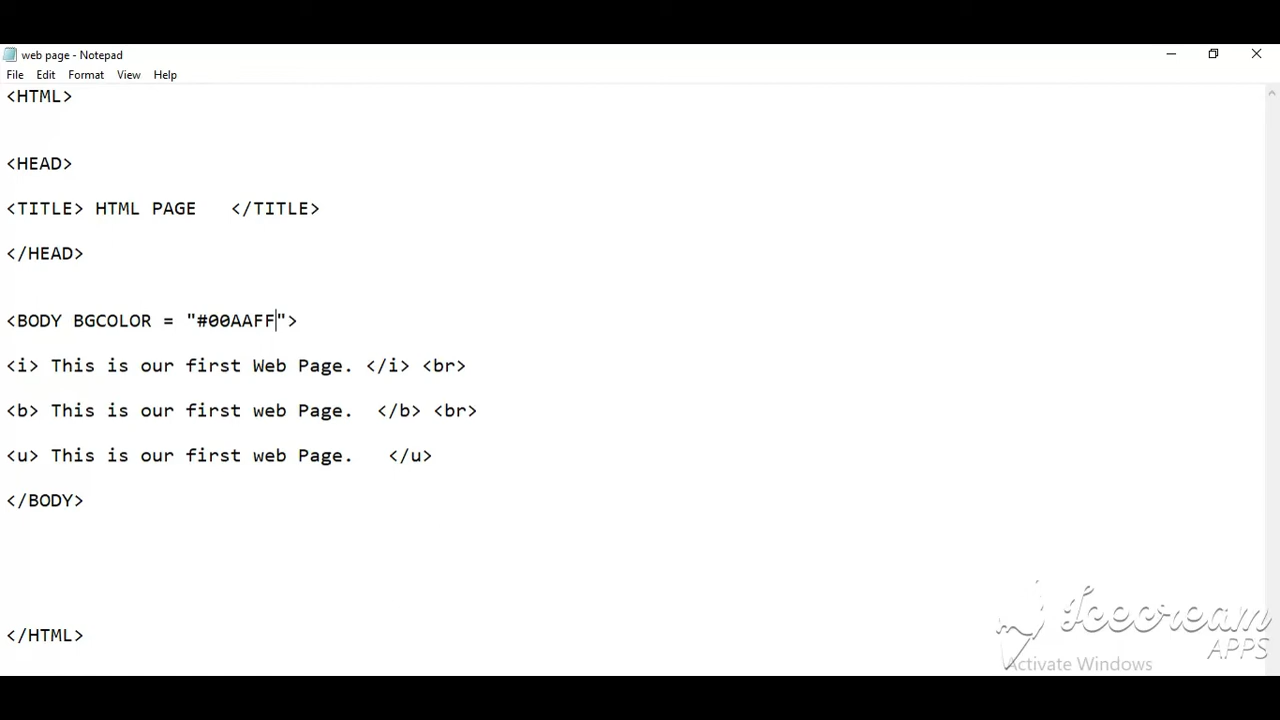 web page - Notepad
File Edit Format View Help
<HTML>
<HEAD>
<TITLE> HTML PAGE   </TITLE>
</HEAD>
<BODY BGCOLOR = "#00AAFF">
<i> This is our first Web Page. </i> <br>
<b> This is our first web Page.  </b> <br>
<u> This is our first web Page.   </u>
</BODY>
</HTML>
Icecream
APPS
Activate Windows